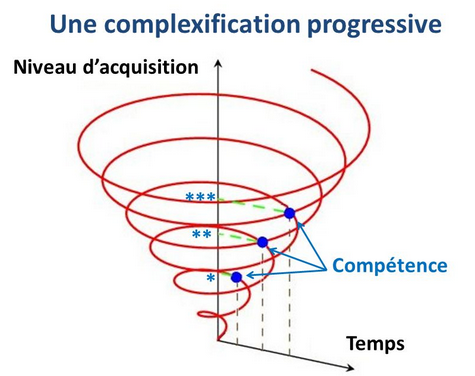 Une complexification progressive
Niveau d’acquisition
***
**
*
Compétence
Temps